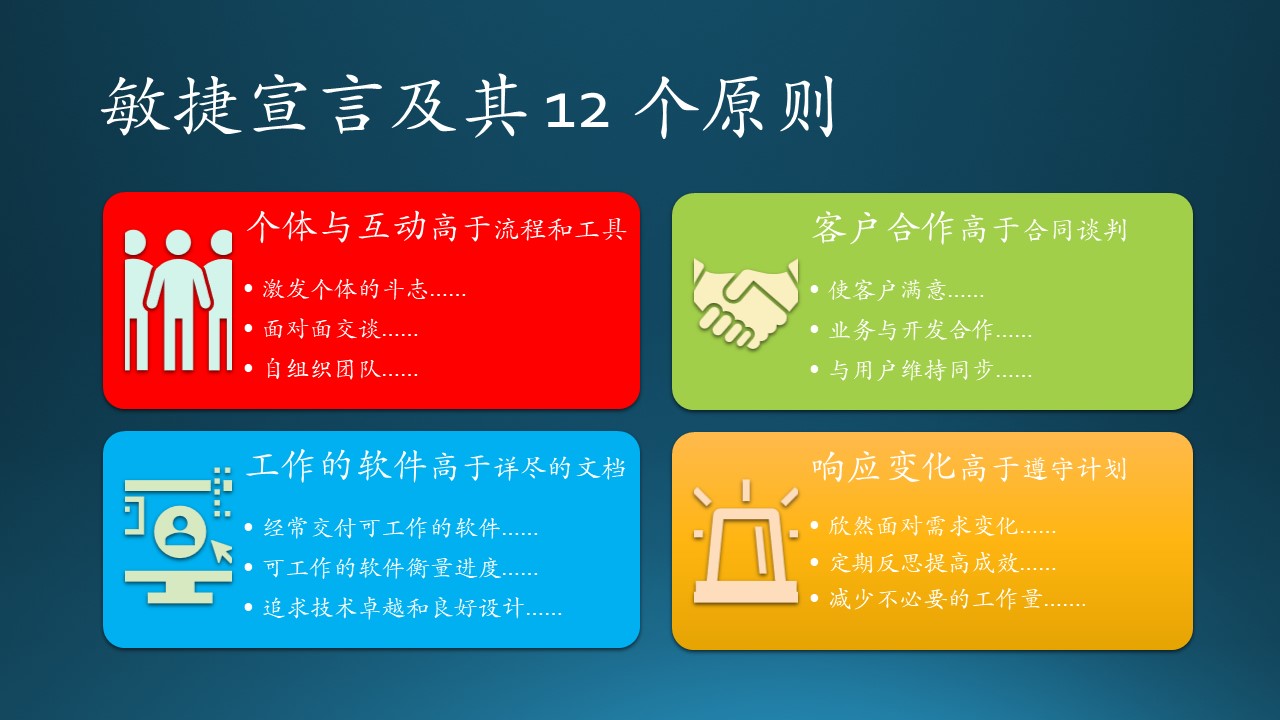 敏捷宣言及其 12 个原则
个体与互动高于流程和工具
• 激发个体的斗志......
• 面对面交谈......
• 自组织团队......
客户合作高于合同谈判
• 使客户满意......
• 业务与开发合作......
• 与用户维持同步......
工作的软件高于详尽的文档
• 经常交付可工作的软件......
• 可工作的软件衡量进度......
• 追求技术卓越和良好设计......
响应变化高于遵守计划
• 欣然面对需求变化......
• 定期反思提高成效......
• 减少不必要的工作量.......